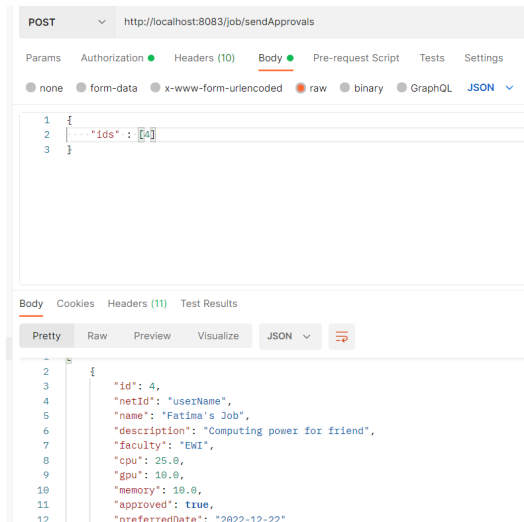 POST http://localhost:8083/job/sendApprovals
Params Authorization Headers (10) Body Pre-request Script Tests Settings
none form-data x-www-form-urlencoded raw binary GraphQL JSON
1 {
2 ····"ids"·:·[4]
3 }
Body Cookies Headers (11) Test Results
Pretty Raw Preview Visualize JSON
2 {
3 "id": 4,
4 "netId": "userName",
5 "name": "Fatima's Job",
6 "description": "Computing power for friend",
7 "faculty": "EWI",
8 "cpu": 25.0,
9 "gpu": 10.0,
10 "memory": 10.0,
11 "approved": true,
12 "preferredDate": "2022-12-22"